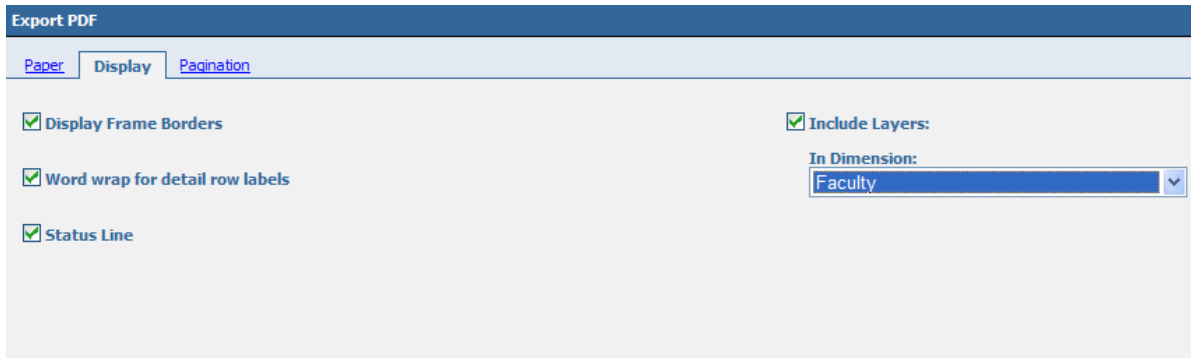 Export PDF
Paper Display Pagination
Display Frame Borders
Include Layers:
In Dimension:
Faculty
Word wrap for detail row labels
Status Line